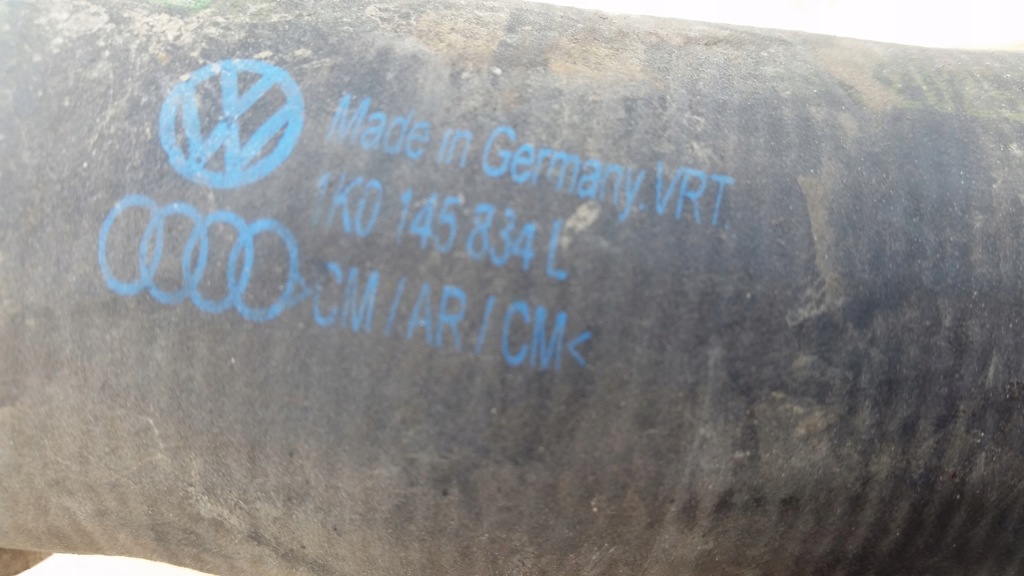 Made in Germany.VRT
1K0 145 834 L
>CM / AR / CM<